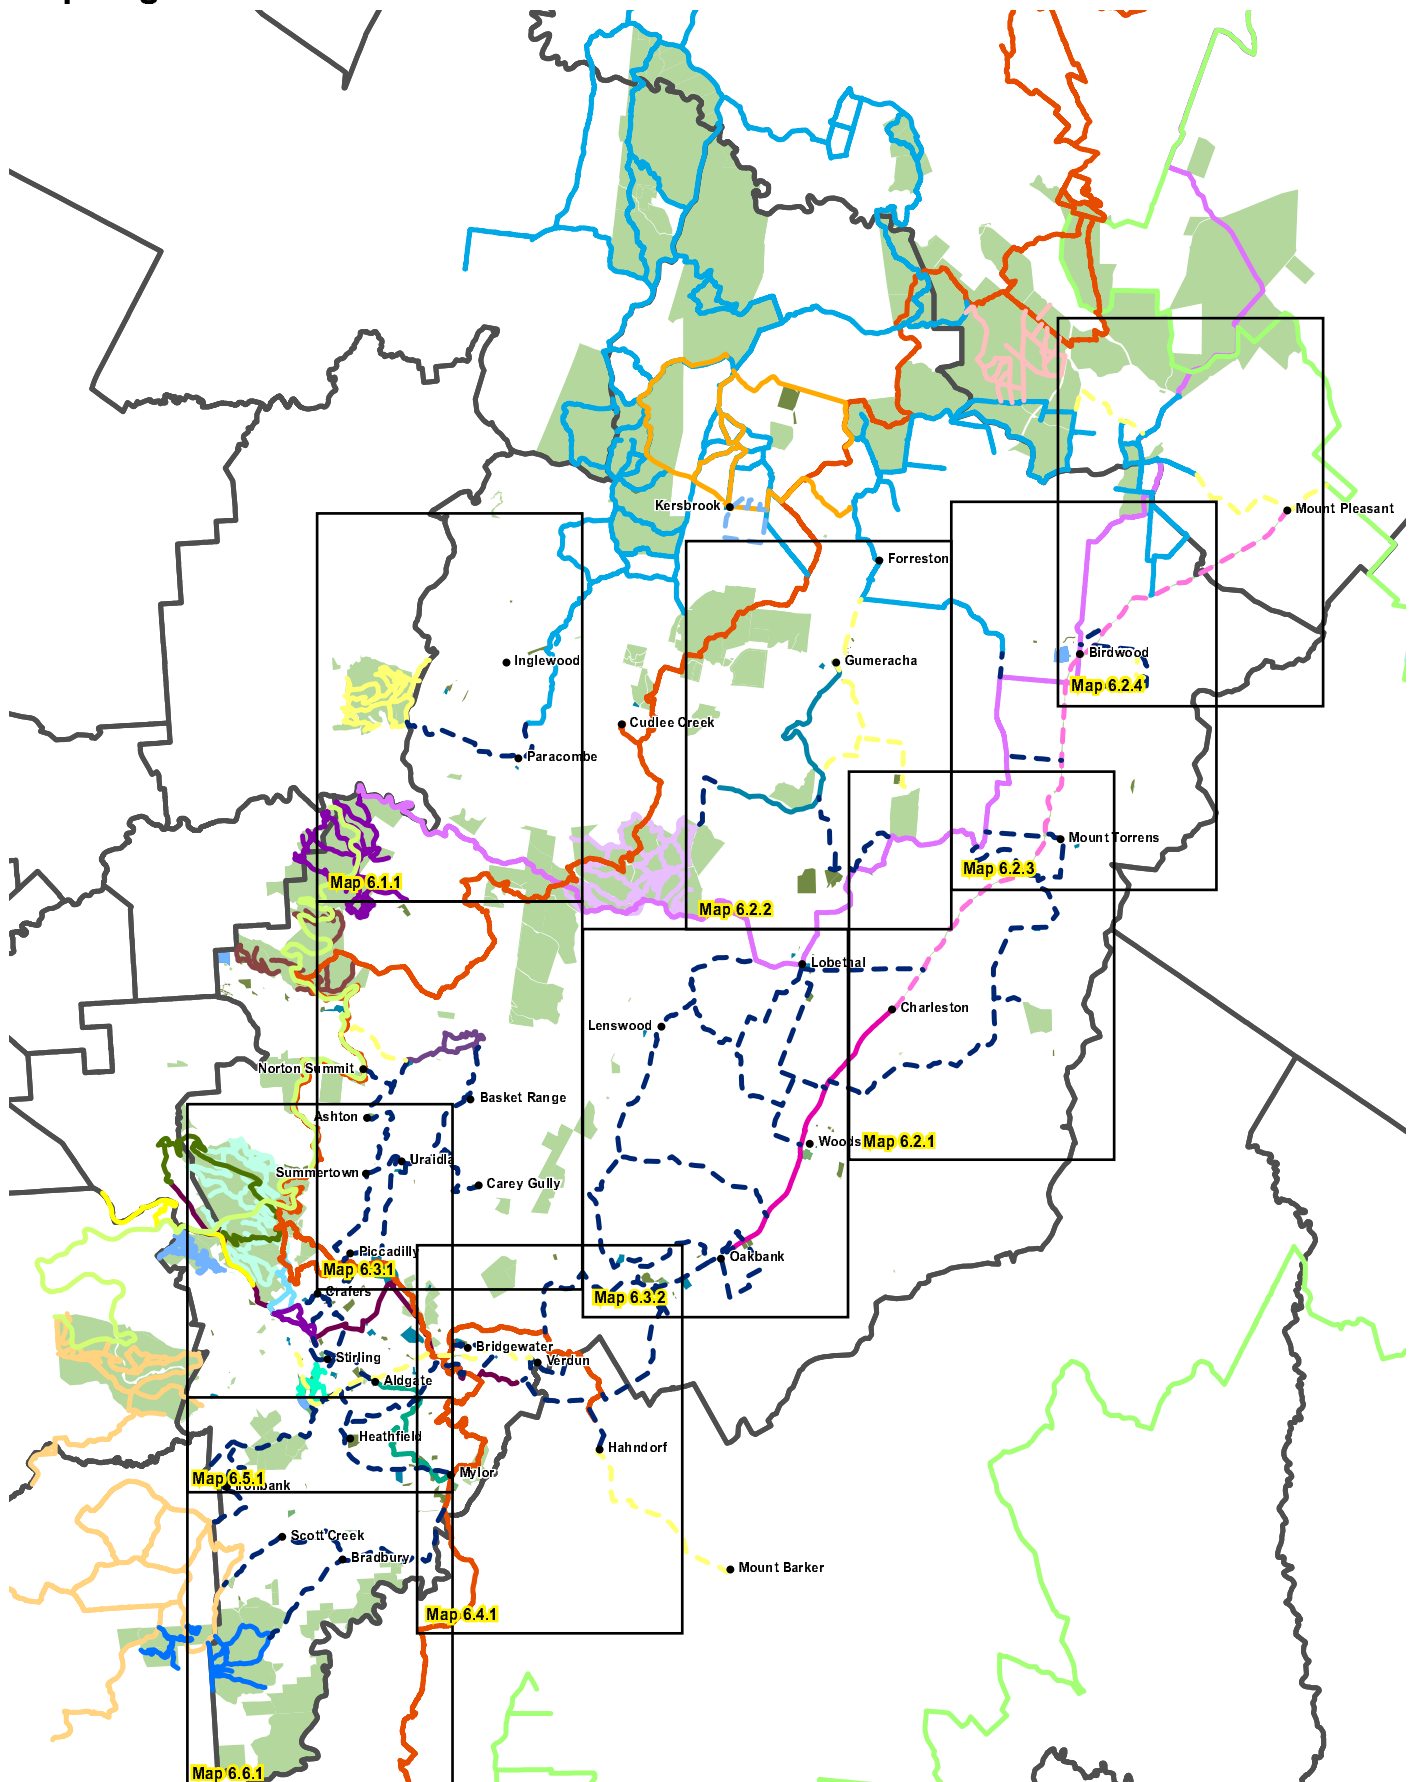 Kersbrook
Mount Pleasant
Forreston
Inglewood
Gumeracha
Birdwood
Map 6.2.4
Cudlee Creek
Paracombe
Mount Torrens
Map 6.2.3
Map 6.1.1
Map 6.2.2
Lobethal
Charleston
Lenswood
Norton Summit
Basket Range
Ashton
Woods
Map 6.2.1
Uraidla
Summertown
Carey Gully
Piccadilly
Oakbank
Map 6.3.1
Crafers
Map 6.3.2
Bridgewater
Stirling
Verdun
Aldgate
Heathfield
Hahndorf
Mylor
Map 6.5.1
Scott Creek
Bradbury
Mount Barker
Map 6.4.1
Map 6.6.1